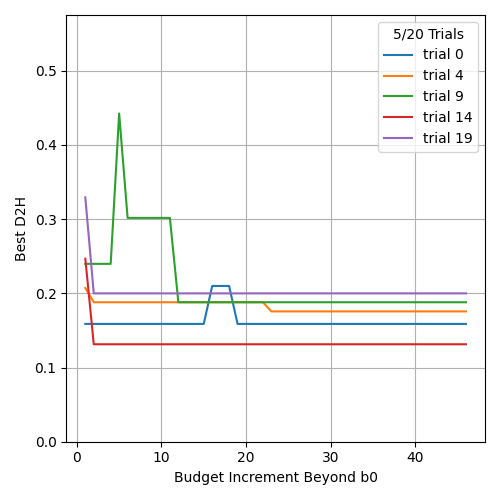 5/20 Trials
trial 0
trial 4
trial 9
trial 14
trial 19
0.5
0.4
0.3
0.2
0.1
0.0
Best D2H
0 10 20 30 40
Budget Increment Beyond b0